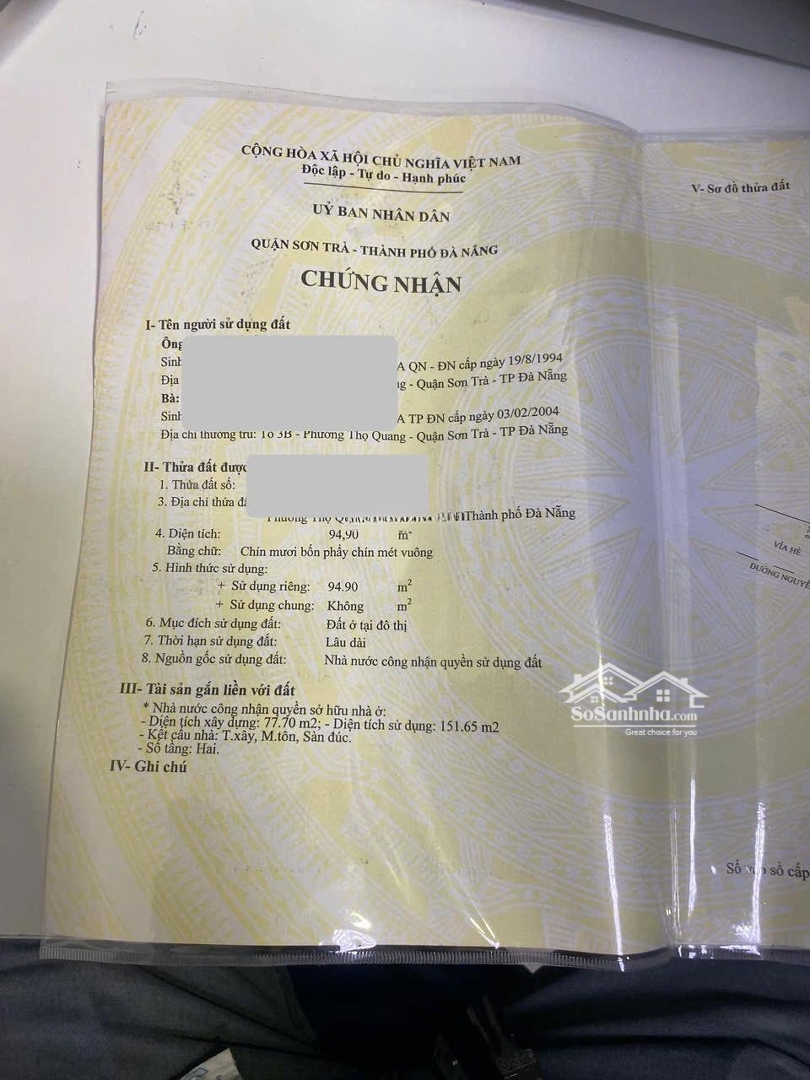 CỘNG HÒA XÃ HỘI CHỦ NGHĨA VIỆT NAM
Độc lập - Tự do - Hạnh phúc
UỶ BAN NHÂN DÂN
QUẬN SƠN TRÀ - THÀNH PHỐ ĐÀ NẴNG
CHỨNG NHẬN
I- Tên người sử dụng đất
Ông
Sinh A QN - ĐN cấp ngày 19/8/1994
Địa - Quận Sơn Trà - TP Đà Nẵng
Bà:
Sinh A TP ĐN cấp ngày 03/02/2004
Địa chỉ thường trú: Tổ 3B - Phường Thọ Quang - Quận Sơn Trà - TP Đà Nẵng
II- Thửa đất được
1. Thửa đất số:
3. Địa chỉ thửa
Phường Thọ Thành phố Đà Nẵng
4. Diện tích: 94,90 m²
Bằng chữ: Chín mươi bốn phẩy chín mét vuông
5. Hình thức sử dụng:
+ Sử dụng riêng: 94.90 m²
+ Sử dụng chung: Không m²
6. Mục đích sử dụng đất: Đất ở tại đô thị
7. Thời hạn sử dụng đất: Lâu dài
8. Nguồn gốc sử dụng đất: Nhà nước công nhận quyền sử dụng đất
III- Tài sản gắn liền với đất
* Nhà nước công nhận quyền sở hữu nhà ở:
- Diện tích xây dựng: 77.70 m2; - Diện tích sử dụng: 151.65 m2
- Kết cấu nhà: T.xây, M.tôn, Sàn đúc.
- Số tầng: Hai.
IV- Ghi chú
V- Sơ đồ thửa đất
VỈA HÈ
ĐƯỜNG
SoSanhnha.com
Great choice for you
Số vào sổ cấp